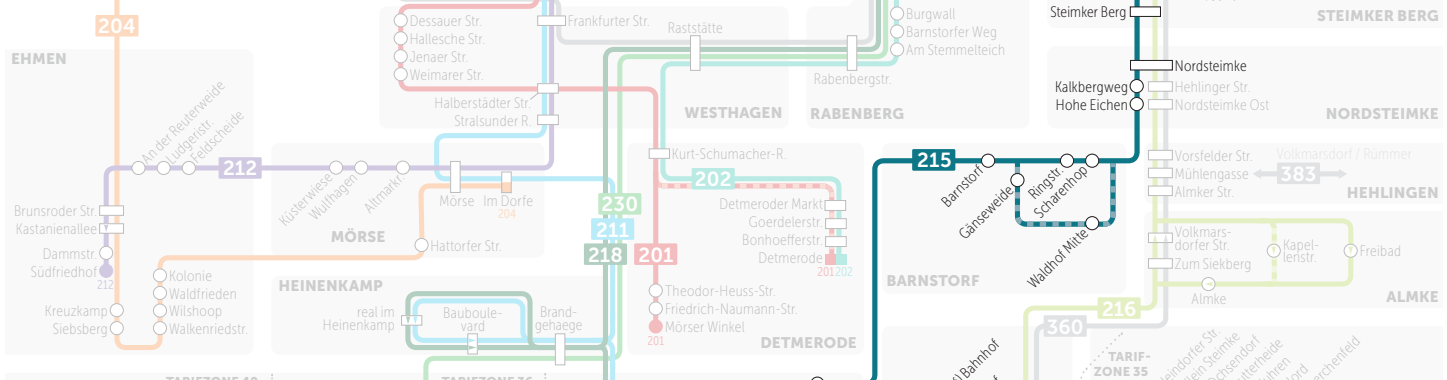 204
EHMEN
Dessauer Str.
Hallesche Str.
Jenaer Str.
Weimarer Str.
Frankfurter Str.
Raststätte
Burgwall
Barnstorfer Weg
Am Stemmelteich
Rabenbergstr.
Steimker Berg
STEIMKER BERG
Nordsteimke
Kalkbergweg
Hohe Eichen
Hehlinger Str.
Nordsteimke Ost
NORDSTEIMKE
Halberstädter Str.
Stralsunder R.
WESTHAGEN
RABENBERG
An der Reuterweide
Ludgeristr.
Feldscheide
212
Küsterwiese
Wulfhagen
Altmarkt
Mörse
Im Dorfe
204
MÖRSE
Hattorfer Str.
Kurt-Schumacher-R.
202
Detmeroder Markt
Goerdelerstr.
Bonhoefferstr.
Detmerode
201 202
215
Barnstorf
Gänseweide
Ringstr.
Scharenhop
Waldhof Mitte
BARNSTORF
Vorsfelder Str.
Mühlengasse
Almker Str.
Volkmarsdorf / Rümmer
383
HEHLINGEN
Brunsroder Str.
Kastanienallee
Dammstr.
Südfriedhof
212
Kreuzkamp
Siebsberg
Kolonie
Waldfrieden
Wilshoop
Walkenriedstr.
230
211
218
201
HEINENKAMP
real im
Heinenkamp
Bauboule-
vard
Brand-
gehaege
Theodor-Heuss-Str.
Friedrich-Naumann-Str.
Mörser Winkel
201
DETMERODE
Volkmars-
dorfer Str.
Zum Siekberg
Kapel-
lenstr.
Freibad
Almke
ALMKE
216
360
Bahnhof
TARIF-
ZONE 35
Steimke
Ochsendorf
TARIFZONE
TARIFZONE